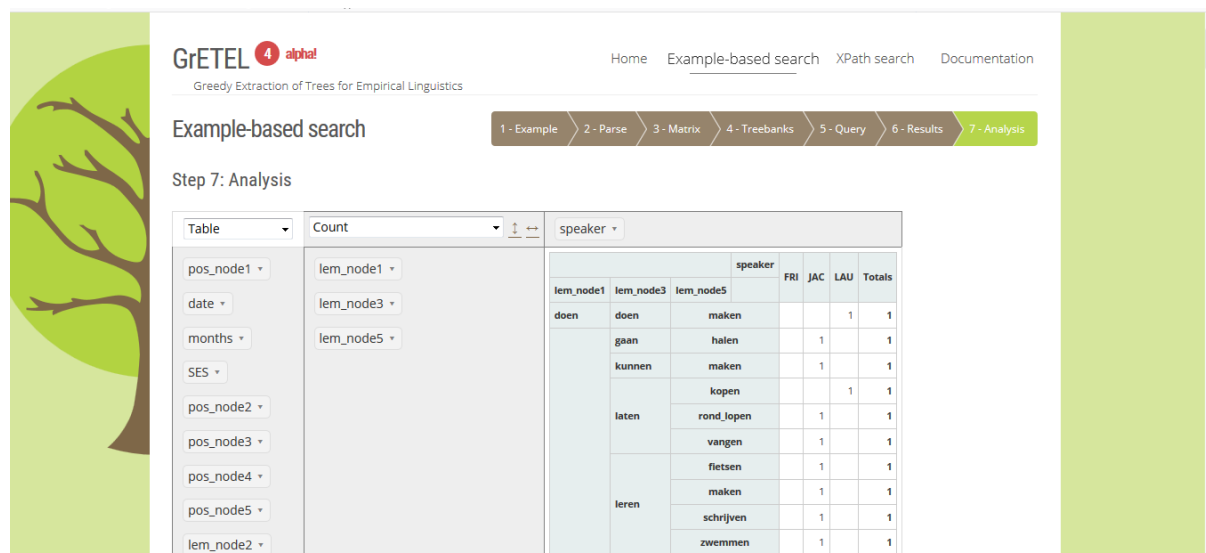 GrETEL 4 alpha!
Greedy Extraction of Trees for Empirical Linguistics
Home Example-based search XPath search Documentation
Example-based search
1 - Example 2 - Parse 3 - Matrix 4 - Treebanks 5 - Query 6 - Results 7 - Analysis
Step 7: Analysis
Table Count speaker
pos_node1
date
months
SES
pos_node2
pos_node3
pos_node4
pos_node5
lem_node2
lem_node1
lem_node3
lem_node5
speaker FRI JAC LAU Totals
lem_node1 lem_node3 lem_node5
doen doen maken 1 1
gaan halen 1 1
kunnen maken 1 1
laten kopen 1 1
rond_lopen 1 1
vangen 1 1
leren fietsen 1 1
maken 1 1
schrijven 1 1
zwemmen 1 1